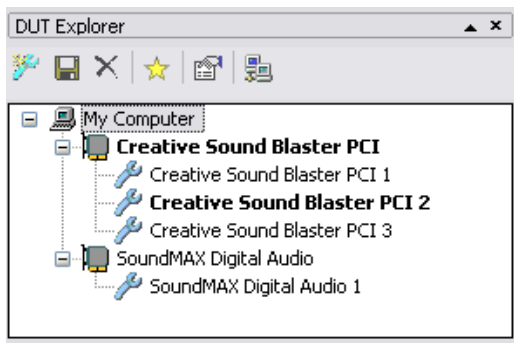 DUT Explorer
My Computer
Creative Sound Blaster PCI
Creative Sound Blaster PCI 1
Creative Sound Blaster PCI 2
Creative Sound Blaster PCI 3
SoundMAX Digital Audio
SoundMAX Digital Audio 1